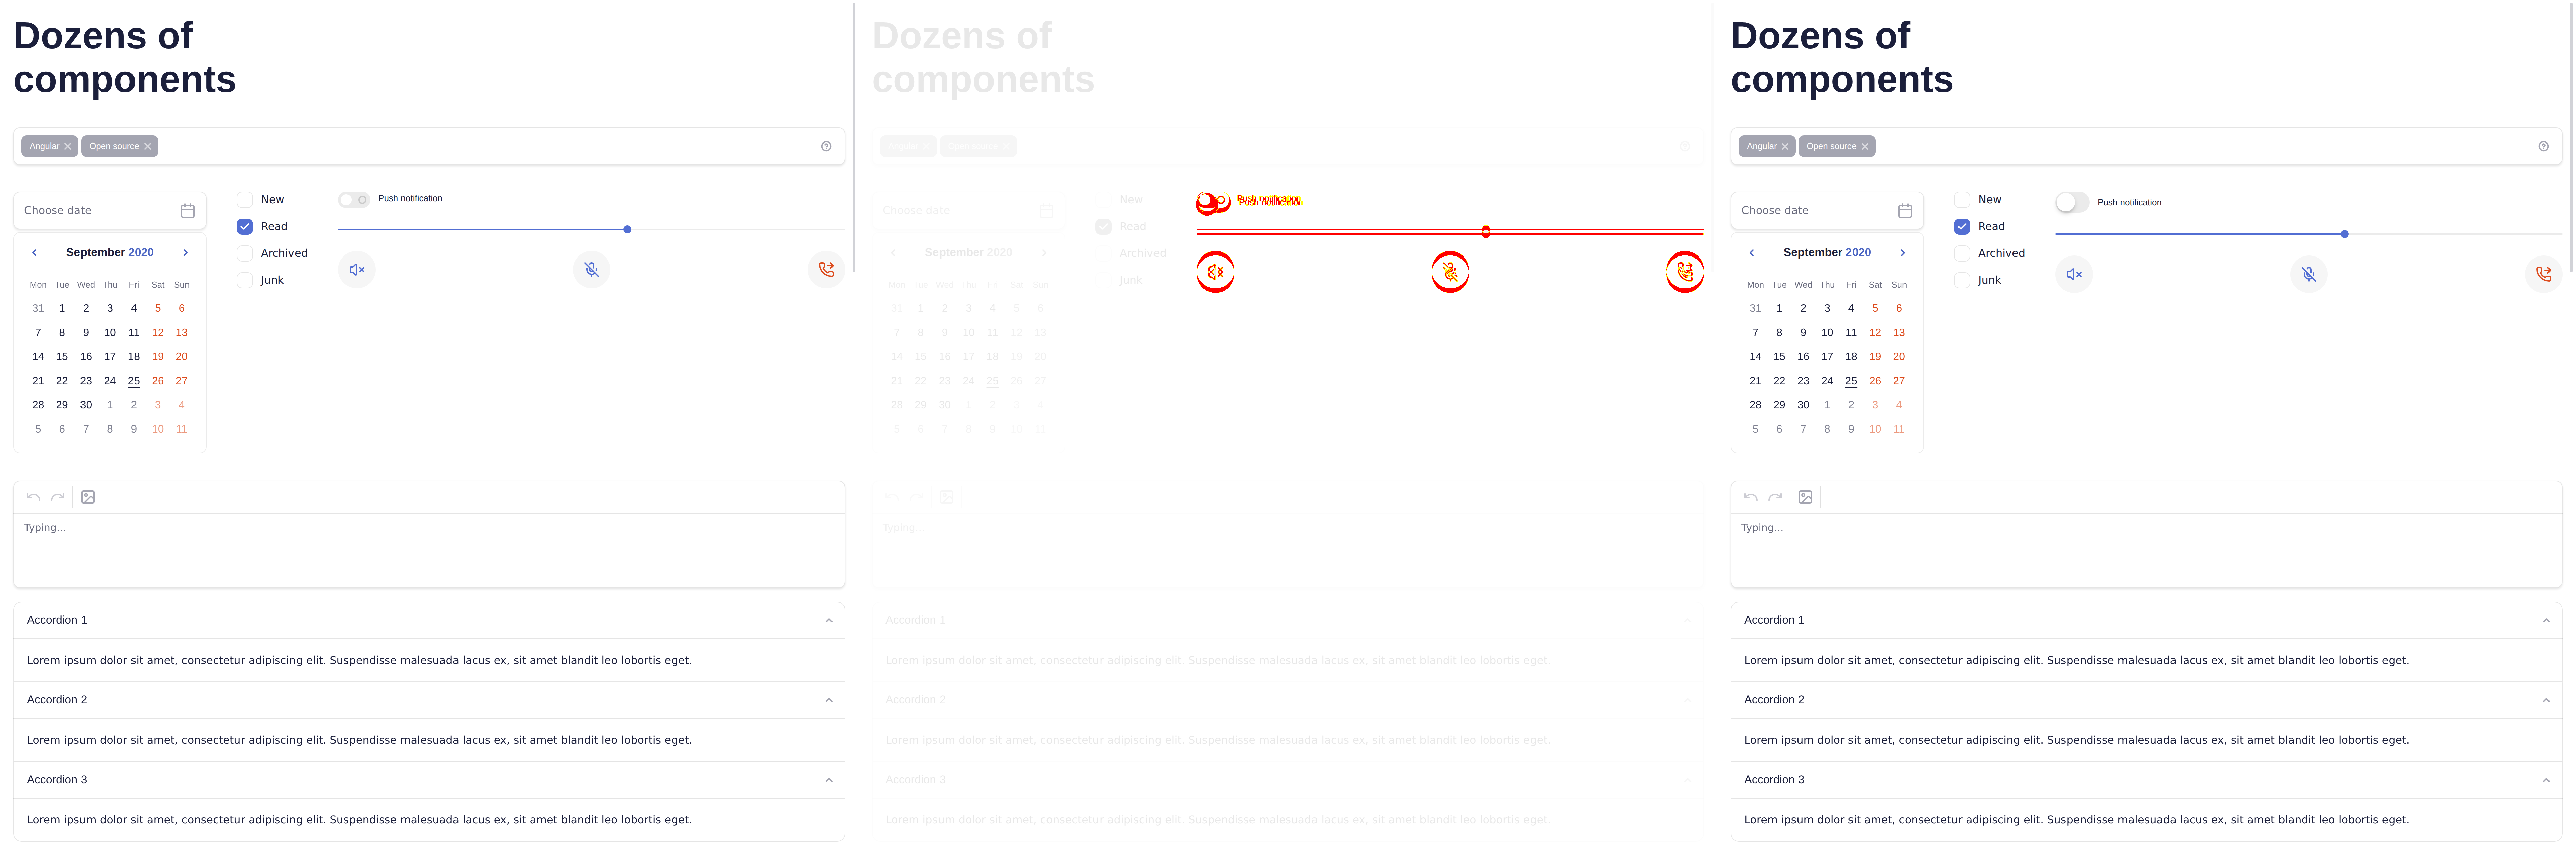 Dozens of
components
Angular
Open source
Choose date
New
Read
Archived
Junk
Push notification
September 2020
Mon Tue Wed Thu Fri Sat Sun
31 1 2 3 4 5 6
7 8 9 10 11 12 13
14 15 16 17 18 19 20
21 22 23 24 25 26 27
28 29 30 1 2 3 4
5 6 7 8 9 10 11
Typing...
Accordion 1
Lorem ipsum dolor sit amet, consectetur adipiscing elit. Suspendisse malesuada lacus ex, sit amet blandit leo lobortis eget.
Accordion 2
Lorem ipsum dolor sit amet, consectetur adipiscing elit. Suspendisse malesuada lacus ex, sit amet blandit leo lobortis eget.
Accordion 3
Lorem ipsum dolor sit amet, consectetur adipiscing elit. Suspendisse malesuada lacus ex, sit amet blandit leo lobortis eget.
Dozens of
components
Angular
Open source
Choose date
New
Read
Archived
Junk
Push notification
Push notification
September 2020
Mon Tue Wed Thu Fri Sat Sun
31 1 2 3 4 5 6
7 8 9 10 11 12 13
14 15 16 17 18 19 20
21 22 23 24 25 26 27
28 29 30 1 2 3 4
5 6 7 8 9 10 11
Typing...
Accordion 1
Lorem ipsum dolor sit amet, consectetur adipiscing elit. Suspendisse malesuada lacus ex, sit amet blandit leo lobortis eget.
Accordion 2
Lorem ipsum dolor sit amet, consectetur adipiscing elit. Suspendisse malesuada lacus ex, sit amet blandit leo lobortis eget.
Accordion 3
Lorem ipsum dolor sit amet, consectetur adipiscing elit. Suspendisse malesuada lacus ex, sit amet blandit leo lobortis eget.
Dozens of
components
Angular
Open source
Choose date
New
Read
Archived
Junk
Push notification
September 2020
Mon Tue Wed Thu Fri Sat Sun
31 1 2 3 4 5 6
7 8 9 10 11 12 13
14 15 16 17 18 19 20
21 22 23 24 25 26 27
28 29 30 1 2 3 4
5 6 7 8 9 10 11
Typing...
Accordion 1
Lorem ipsum dolor sit amet, consectetur adipiscing elit. Suspendisse malesuada lacus ex, sit amet blandit leo lobortis eget.
Accordion 2
Lorem ipsum dolor sit amet, consectetur adipiscing elit. Suspendisse malesuada lacus ex, sit amet blandit leo lobortis eget.
Accordion 3
Lorem ipsum dolor sit amet, consectetur adipiscing elit. Suspendisse malesuada lacus ex, sit amet blandit leo lobortis eget.